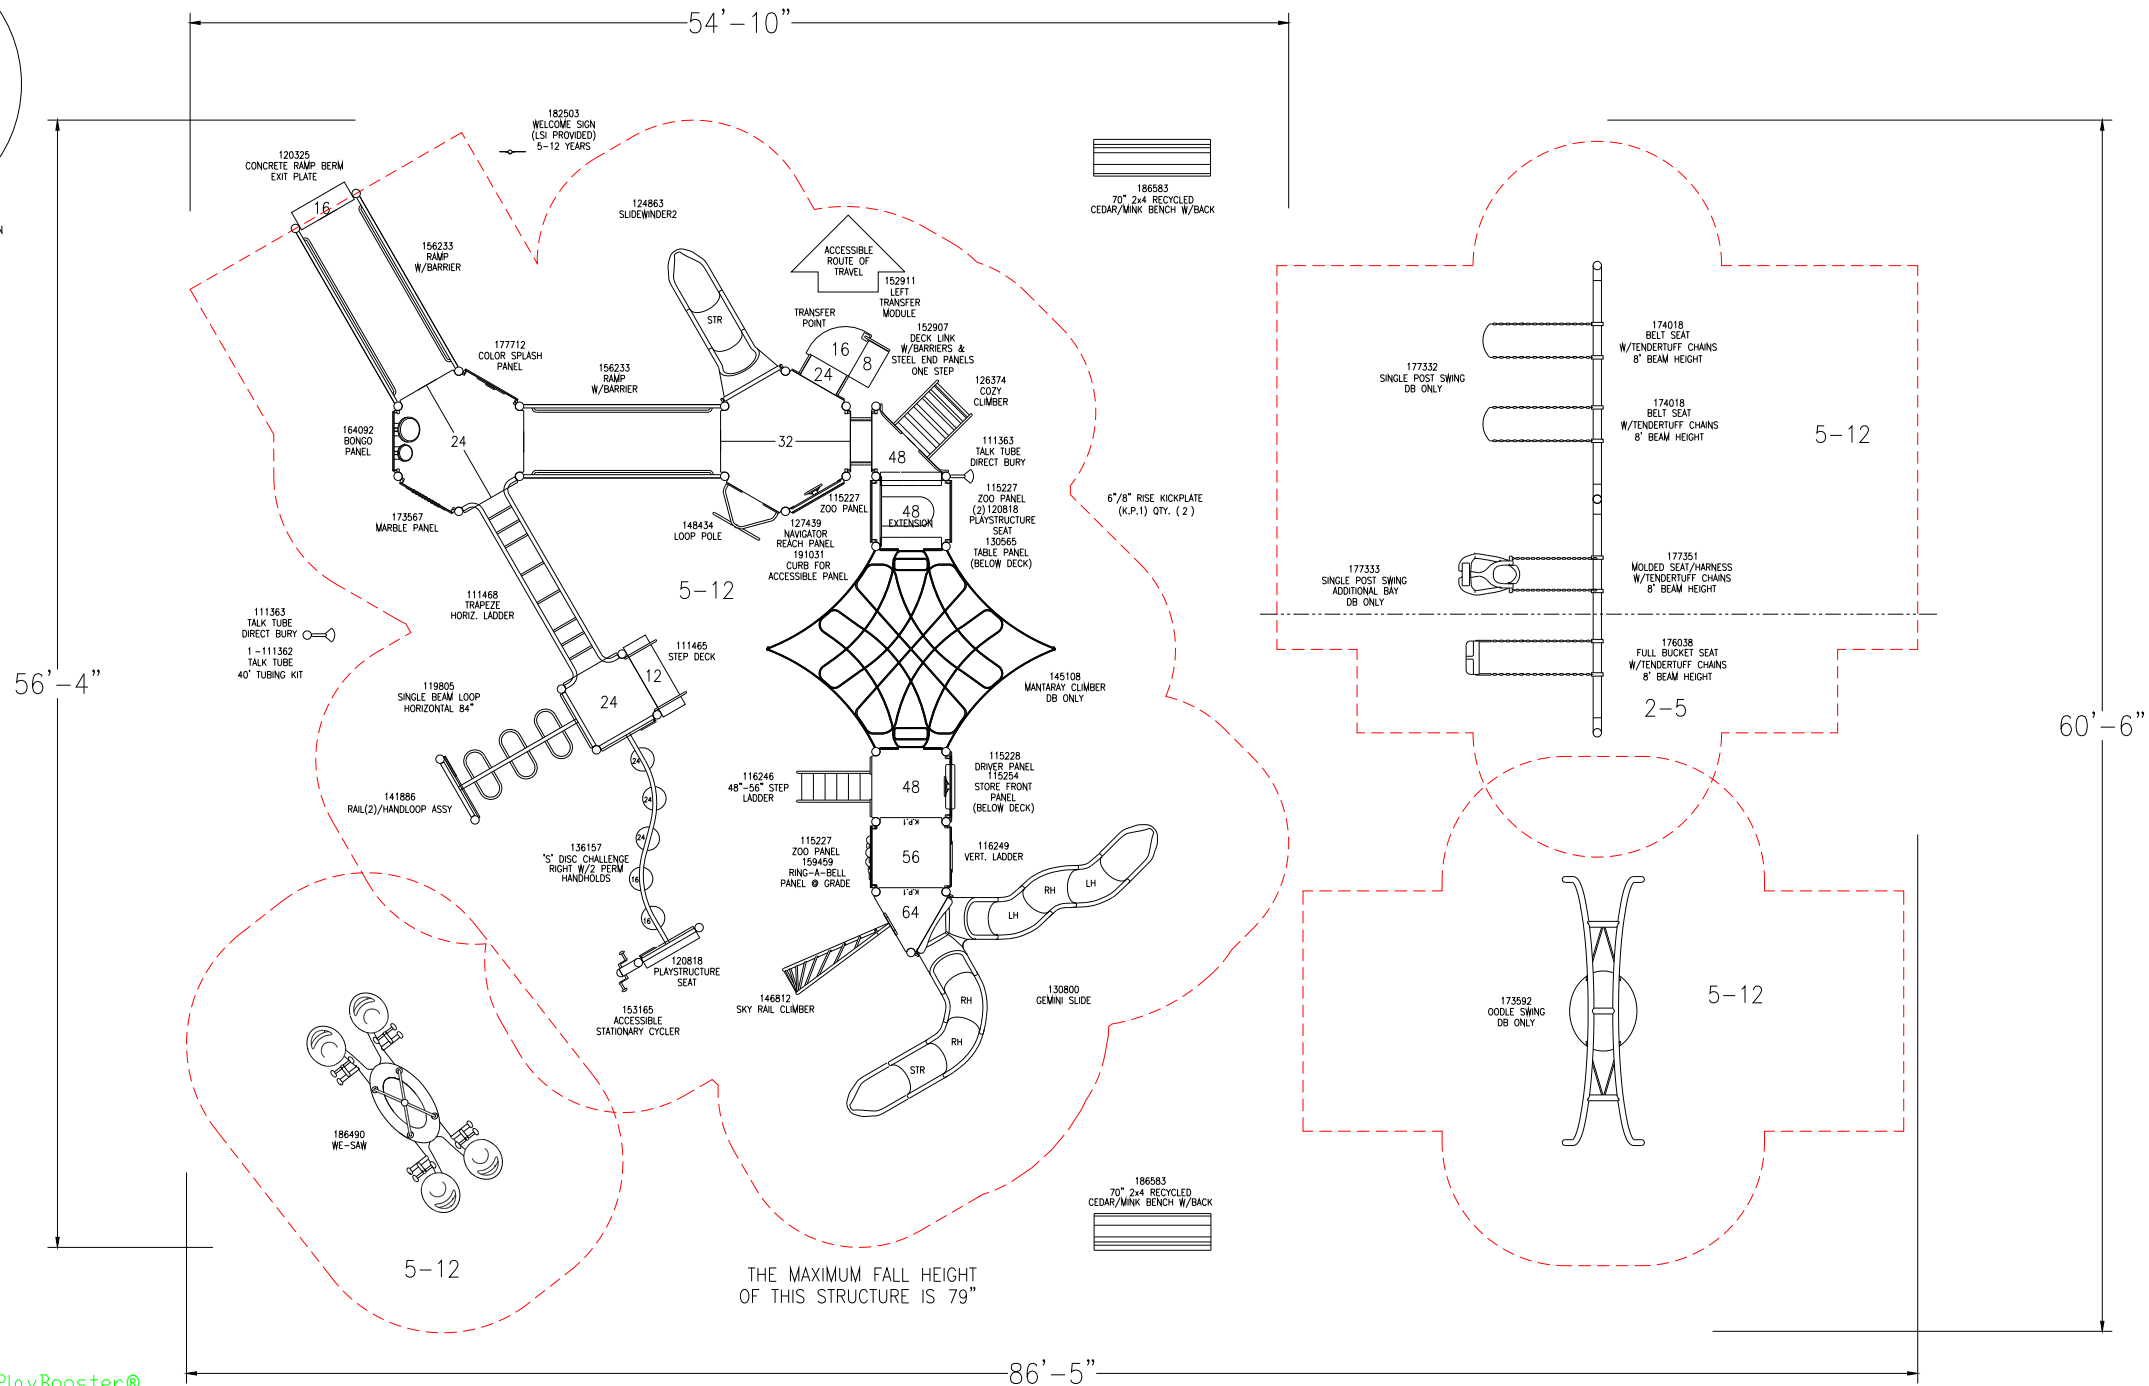 54'-10"
182503
WELCOME SIGN
(LSI PROVIDED)
5-12 YEARS
120325
CONCRETE RAMP BERM
EXIT PLATE
16
156233
RAMP
W/BARRIER
124863
SLIDEWINDER2
186583
70" 2x4 RECYCLED
CEDAR/MINK BENCH W/BACK
ACCESSIBLE
ROUTE OF
TRAVEL
152911
LEFT
TRANSFER
MODULE
TRANSFER
POINT
16
8
24
152907
DECK LINK
W/BARRIERS &
STEEL END PANELS
ONE STEP
126374
COZY
CLIMBER
STR
177712
COLOR SPLASH
PANEL
156233
RAMP
W/BARRIER
164092
BONGO
PANEL
24
32
48
111363
TALK TUBE
DIRECT BURY
173567
MARBLE PANEL
148434
LOOP POLE
115227
ZOO PANEL
127439
NAVIGATOR
REACH PANEL
191031
CURB FOR
ACCESSIBLE PANEL
48
EXTENSION
115227
ZOO PANEL
(2)120818
PLAYSTRUCTURE
SEAT
130565
TABLE PANEL
(BELOW DECK)
6"/8" RISE KICKPLATE
(K.P.1) QTY. ( 2 )
5-12
111468
TRAPEZE
HORIZ. LADDER
111363
TALK TUBE
DIRECT BURY
1 -111362
TALK TUBE
40' TUBING KIT
111465
STEP DECK
12
24
56'-4"
119805
SINGLE BEAM LOOP
HORIZONTAL 84"
145108
MANTARAY CLIMBER
DB ONLY
141886
RAIL(2)/HANDLOOP ASSY
24
24
24
16
16
116246
48"-56" STEP
LADDER
48
115228
DRIVER PANEL
115254
STORE FRONT
PANEL
(BELOW DECK)
K.P.1
136157
'S' DISC CHALLENGE
RIGHT W/2 PERM
HANDHOLDS
115227
ZOO PANEL
159459
RING-A-BELL
PANEL @ GRADE
56
116249
VERT. LADDER
K.P.1
64
LH
RH
LH
120818
PLAYSTRUCTURE
SEAT
153165
ACCESSIBLE
STATIONARY CYCLER
146812
SKY RAIL CLIMBER
RH
RH
STR
130800
GEMINI SLIDE
186490
WE-SAW
5-12
THE MAXIMUM FALL HEIGHT
OF THIS STRUCTURE IS 79"
186583
70" 2x4 RECYCLED
CEDAR/MINK BENCH W/BACK
174018
BELT SEAT
W/TENDERTUFF CHAINS
8' BEAM HEIGHT
177332
SINGLE POST SWING
DB ONLY
174018
BELT SEAT
W/TENDERTUFF CHAINS
8' BEAM HEIGHT
5-12
177351
MOLDED SEAT/HARNESS
W/TENDERTUFF CHAINS
8' BEAM HEIGHT
177333
SINGLE POST SWING
ADDITIONAL BAY
DB ONLY
176038
FULL BUCKET SEAT
W/TENDERTUFF CHAINS
8' BEAM HEIGHT
2-5
60'-6"
173592
OODLE SWING
DB ONLY
5-12
86'-5"
PlayBooster®